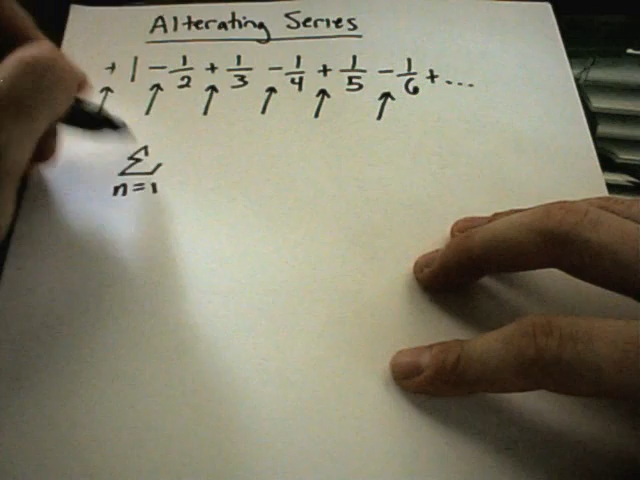 Alterating Series
+ 1 - 1/2 + 1/3 - 1/4 + 1/5 - 1/6 + ...
Σ
n=1